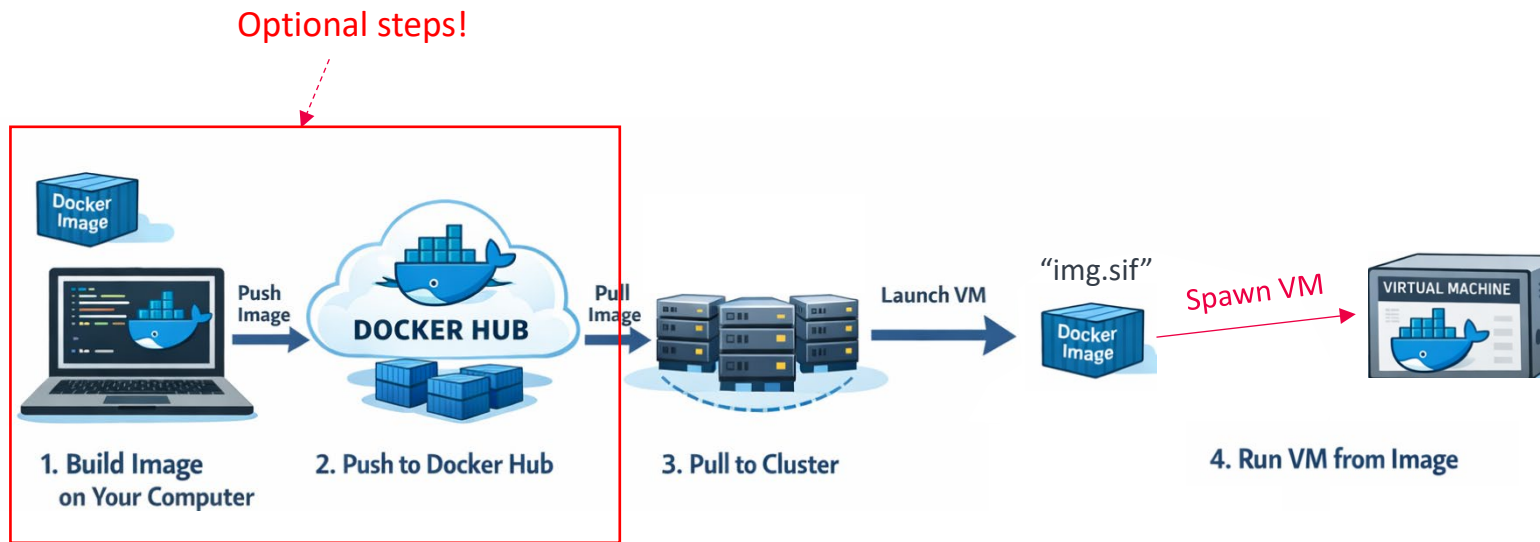 Optional steps!
Docker
Image
Push
Image
DOCKER HUB
Pull
Image
Launch VM
“img.sif”
Docker
Image
Spawn VM
VIRTUAL MACHINE
1. Build Image
on Your Computer
2. Push to Docker Hub
3. Pull to Cluster
4. Run VM from Image